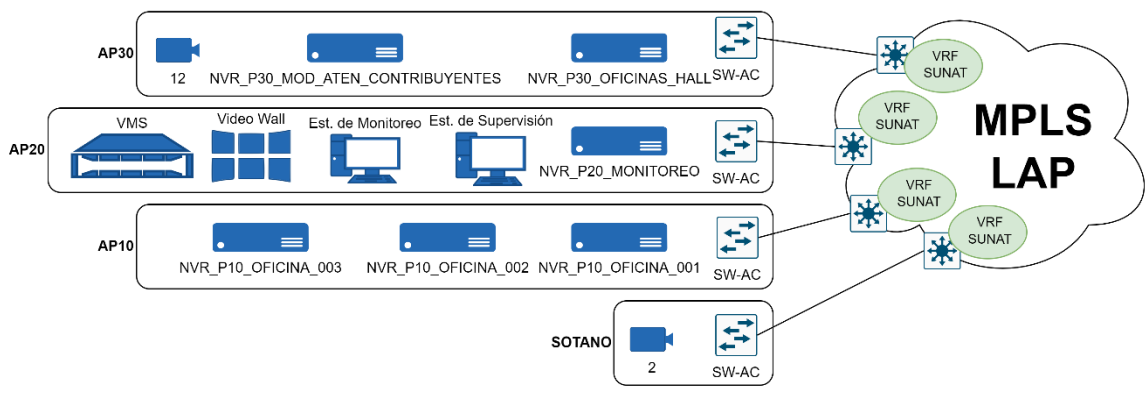 AP30
12
NVR_P30_MOD_ATEN_CONTRIBUYENTES
NVR_P30_OFICINAS_HALL
SW-AC
VRF
SUNAT
AP20
VMS
Video Wall
Est. de Monitoreo
Est. de Supervisión
NVR_P20_MONITOREO
SW-AC
VRF
SUNAT
MPLS
LAP
AP10
NVR_P10_OFICINA_003
NVR_P10_OFICINA_002
NVR_P10_OFICINA_001
SW-AC
VRF
SUNAT
VRF
SUNAT
SOTANO
2
SW-AC